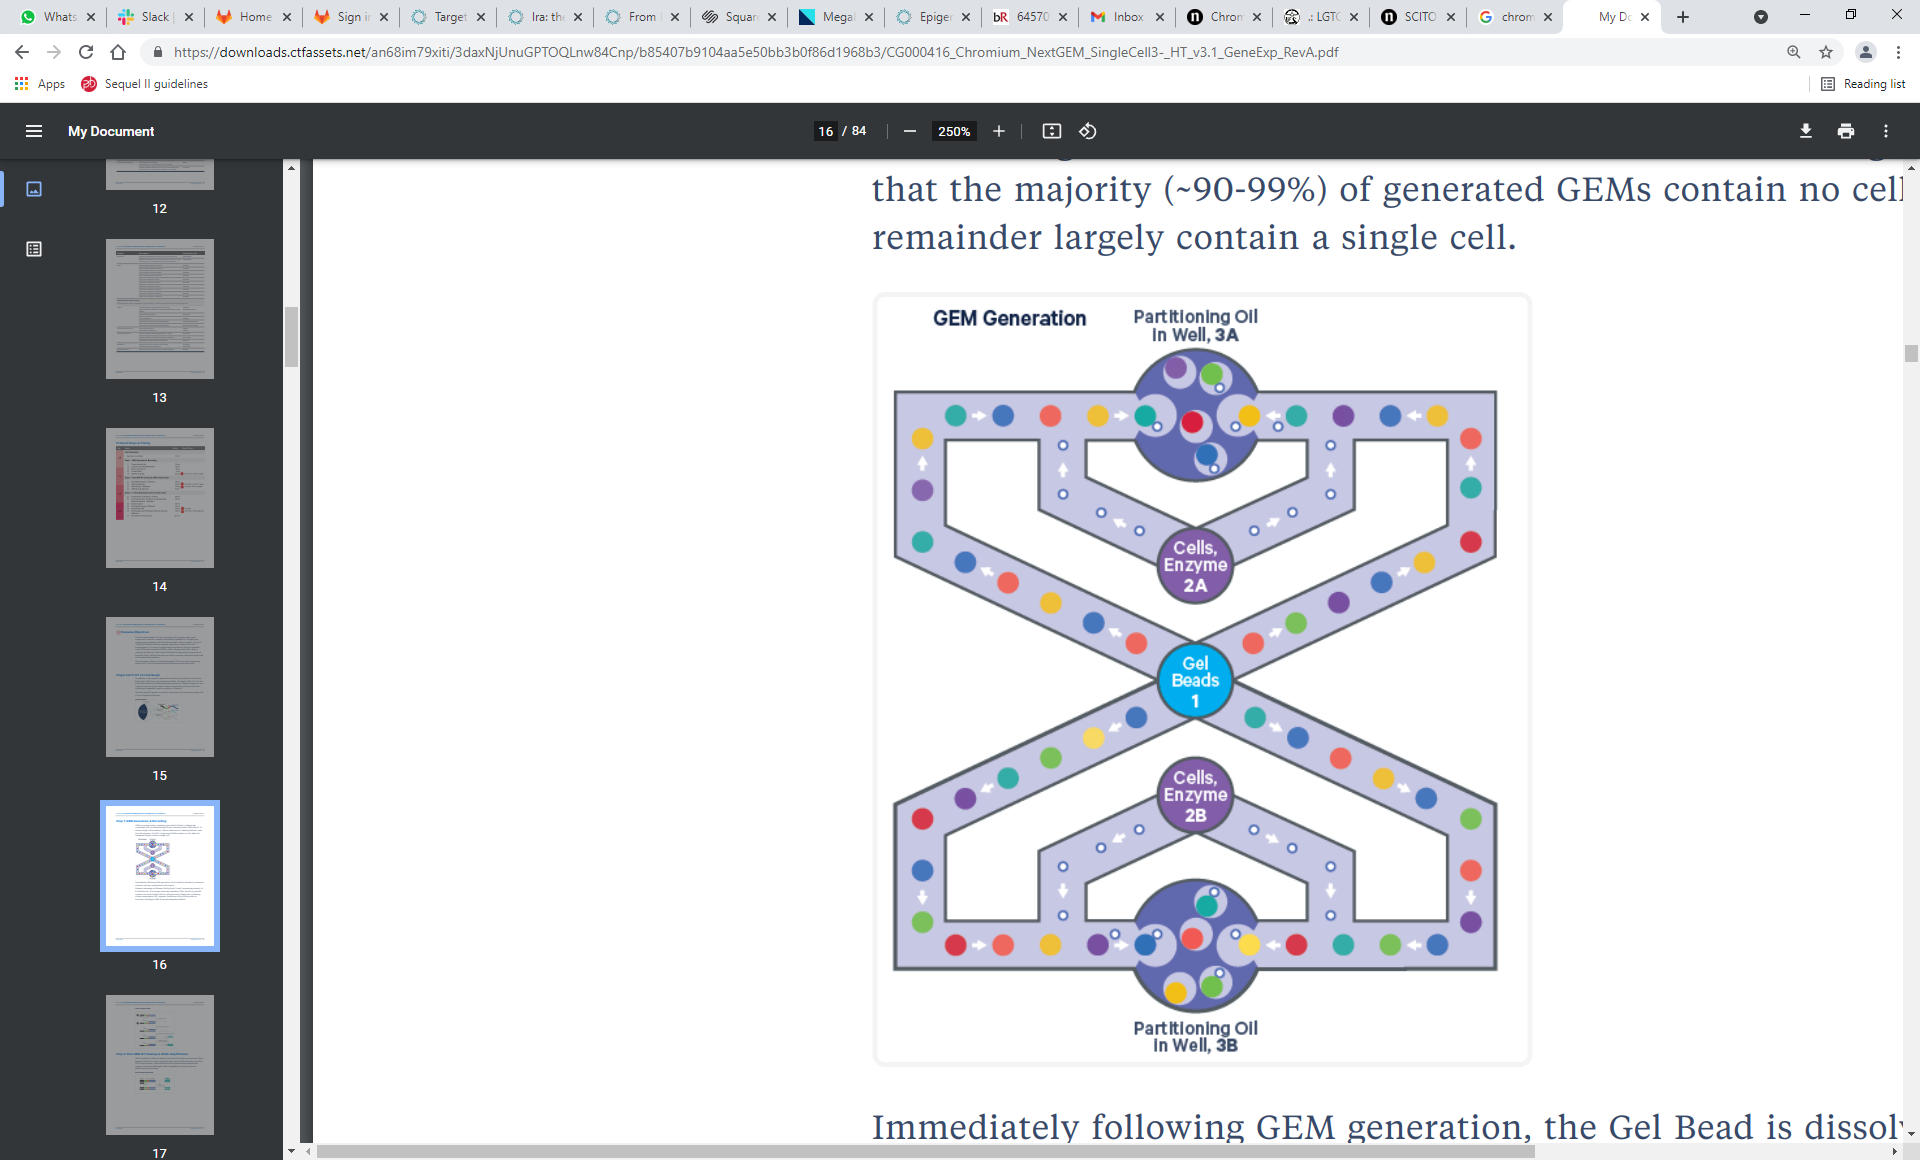 Whats
Slack
Home
Sign i
Target
Ira: the
From
Squar
Mega
Epige
bR 6457
Inbox
Chron
.: LGTC
SCITO
chrom
My Do
https://downloads.ctfassets.net/an68im79xiti/3daxNjUnuGPTOQLnw84Cnp/b85407b9104aa5e50bb3b0f86d1968b3/CG000416_Chromium_NextGEM_SingleCell3-_HT_v3.1_GeneExp_RevA.pdf
Apps Sequel II guidelines Reading list
My Document 16 / 84 250%
12
13
14
15
16
17
that the majority (~90-99%) of generated GEMs contain no cell
remainder largely contain a single cell.
GEM Generation
Partitioning Oil
in Well, 3A
Cells,
Enzyme
2A
Gel
Beads
1
Cells,
Enzyme
2B
Partitioning Oil
in Well, 3B
Immediately following GEM generation, the Gel Bead is dissol